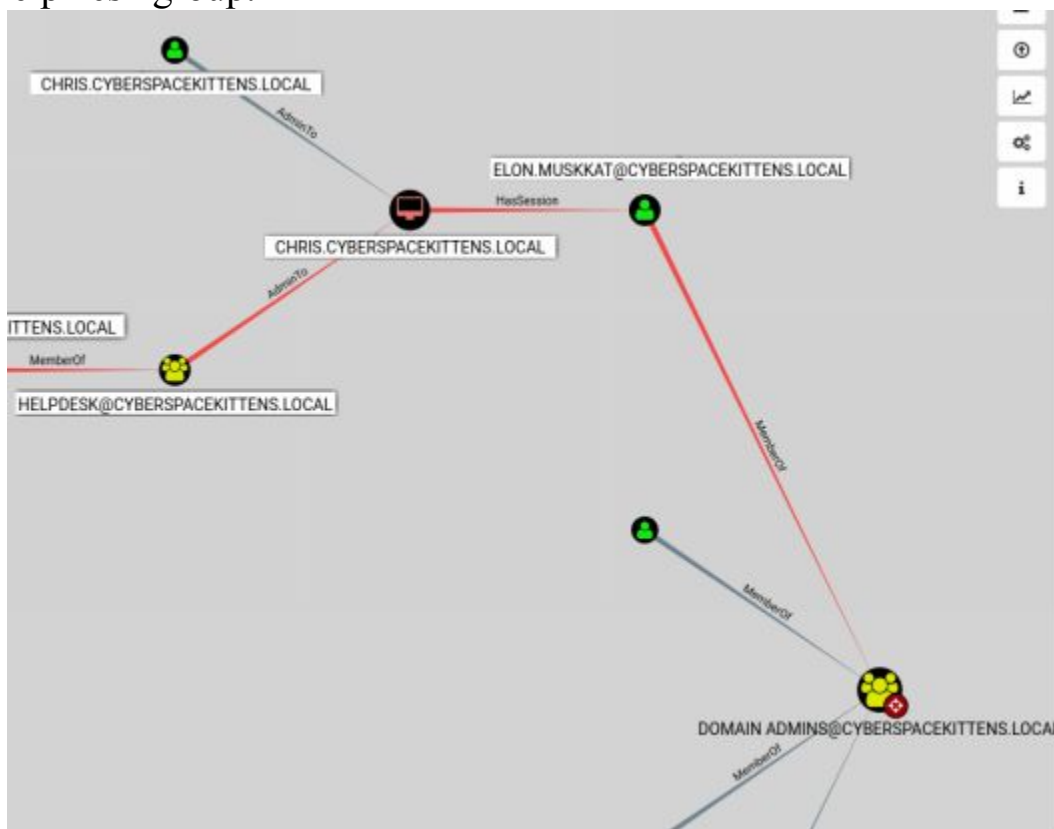 CHRIS.CYBERSPACEKITTENS.LOCAL
AdminTo
ELON.MUSKKAT@CYBERSPACEKITTENS.LOCAL
HasSession
CHRIS.CYBERSPACEKITTENS.LOCAL
AdminTo
ITTENS.LOCAL
MemberOf
HELPDESK@CYBERSPACEKITTENS.LOCAL
MemberOf
MemberOf
DOMAIN ADMINS@CYBERSPACEKITTENS.LOCA
MemberOf